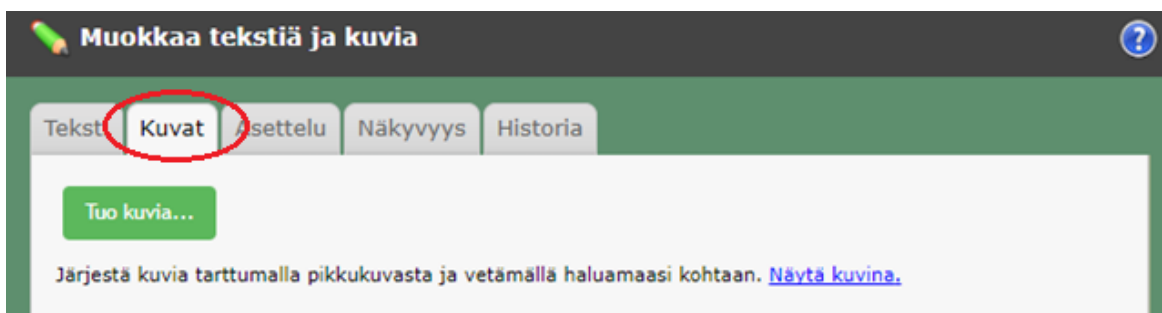 Muokkaa tekstiä ja kuvia
?
Teksti Kuvat Asettelu Näkyvyys Historia
Tuo kuvia...
Järjestä kuvia tarttumalla pikkukuvasta ja vetämällä haluamaasi kohtaan. Näytä kuvina.